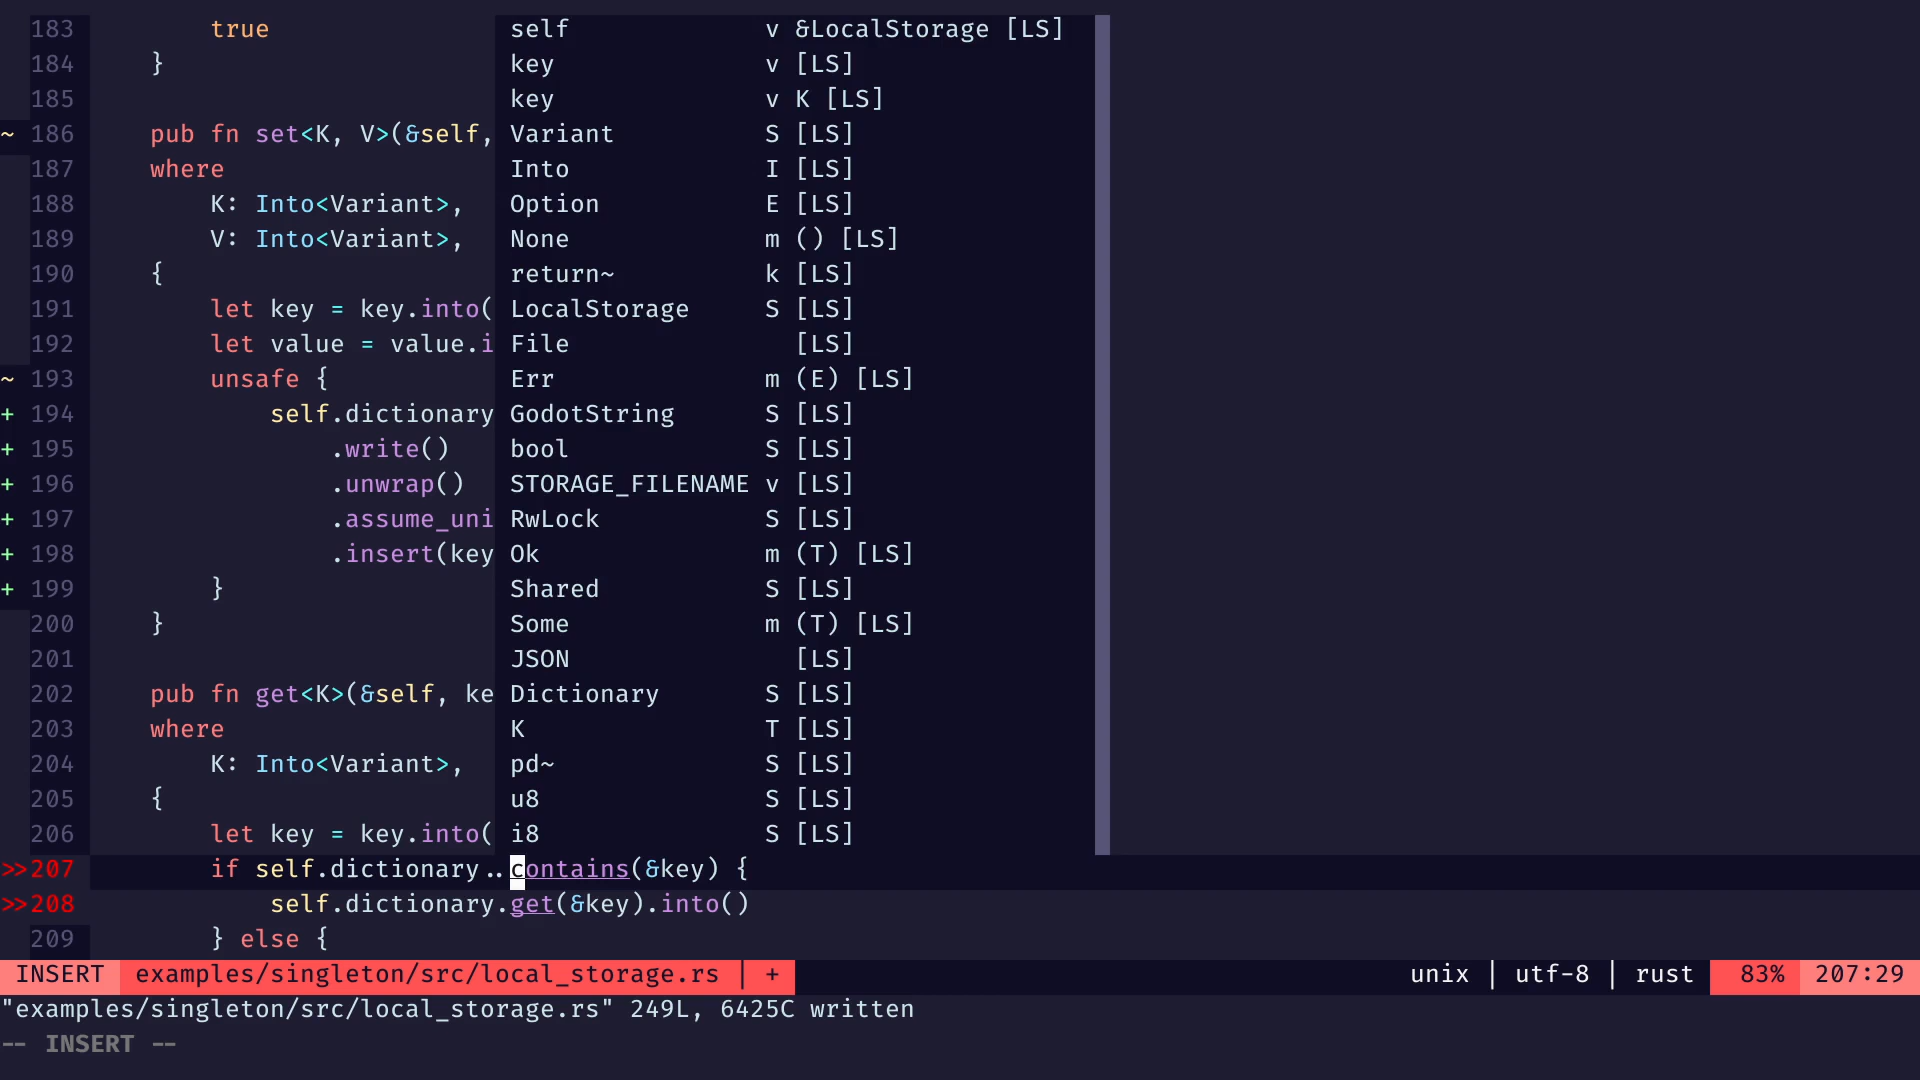 183         true                self             v &LocalStorage [LS]
184     }                       key              v [LS]
185                             key              v K [LS]
~ 186     pub fn set<K, V>(&self, Variant          S [LS]
187     where                   Into             I [LS]
188         K: Into<Variant>,   Option           E [LS]
189         V: Into<Variant>,   None             m () [LS]
190     {                       return~          k [LS]
191         let key = key.into( LocalStorage     S [LS]
192         let value = value.i File               [LS]
~ 193         unsafe {            Err              m (E) [LS]
+ 194             self.dictionary GodotString      S [LS]
+ 195                 .write()    bool             S [LS]
+ 196                 .unwrap()   STORAGE_FILENAME v [LS]
+ 197                 .assume_uni RwLock           S [LS]
+ 198                 .insert(key Ok               m (T) [LS]
+ 199         }                   Shared           S [LS]
200     }                       Some             m (T) [LS]
201                             JSON               [LS]
202     pub fn get<K>(&self, ke Dictionary       S [LS]
203     where                   K                T [LS]
204         K: Into<Variant>,   pd~              S [LS]
205     {                       u8               S [LS]
206         let key = key.into( i8               S [LS]
>>207         if self.dictionary..contains(&key) {
>>208             self.dictionary.get(&key).into()
209         } else {
INSERT examples/singleton/src/local_storage.rs | + unix | utf-8 | rust 83% 207:29
"examples/singleton/src/local_storage.rs" 249L, 6425C written
-- INSERT --